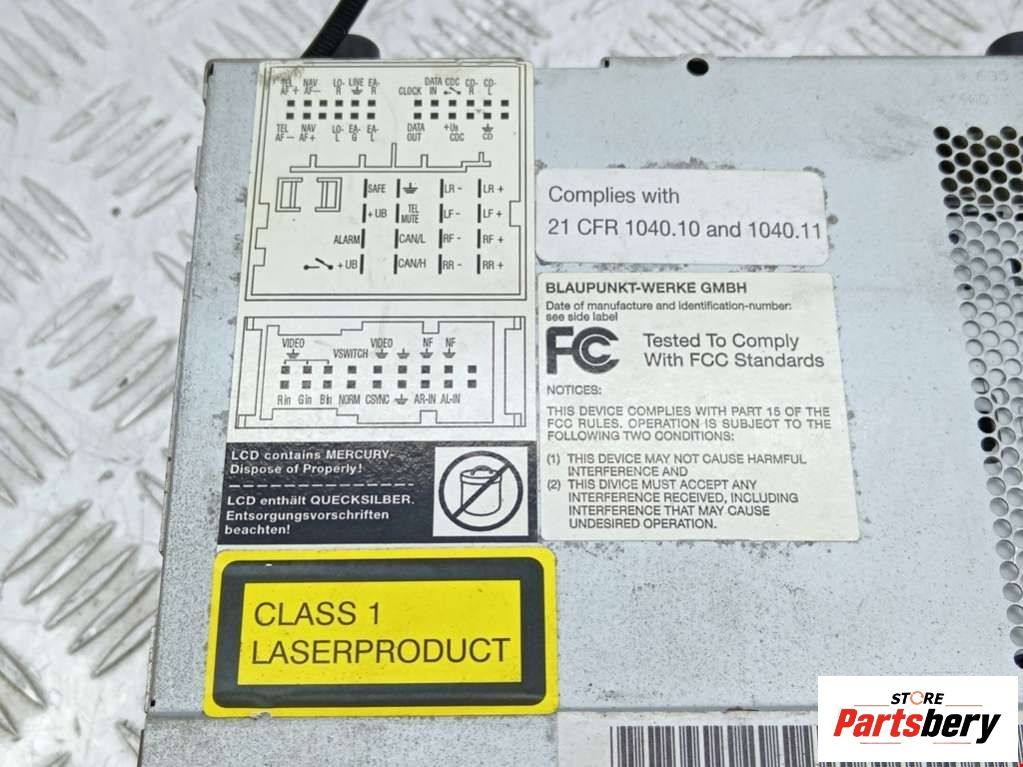 TEL NAV LO- LINE EA-
AF + AF- R R
DATA CDC CD- CD-
CLOCK IN R L
TEL NAV LO- EA- EA-
AF- AF+ L G L
DATA +Us
OUT CDC CD
SAFE LR - LR +
+ UB TEL MUTE LF - LF +
ALARM CAN/L RF - RF +
+ UB CAN/H RR - RR +
VIDEO VSWITCH VIDEO NF NF
R in G in B in NORM CSYNC AR-IN AL-IN
LCD contains MERCURY-
Dispose of Properly!
LCD enthält QUECKSILBER.
Entsorgungsvorschriften
beachten!
CLASS 1
LASERPRODUCT
Complies with
21 CFR 1040.10 and 1040.11
BLAUPUNKT-WERKE GMBH
Date of manufacture and identification-number:
see side label
FC Tested To Comply
With FCC Standards
NOTICES:
THIS DEVICE COMPLIES WITH PART 15 OF THE
FCC RULES. OPERATION IS SUBJECT TO THE
FOLLOWING TWO CONDITIONS:
(1) THIS DEVICE MAY NOT CAUSE HARMFUL
INTERFERENCE AND
(2) THIS DEVICE MUST ACCEPT ANY
INTERFERENCE RECEIVED, INCLUDING
INTERFERENCE THAT MAY CAUSE
UNDESIRED OPERATION.
STORE
Partsbery